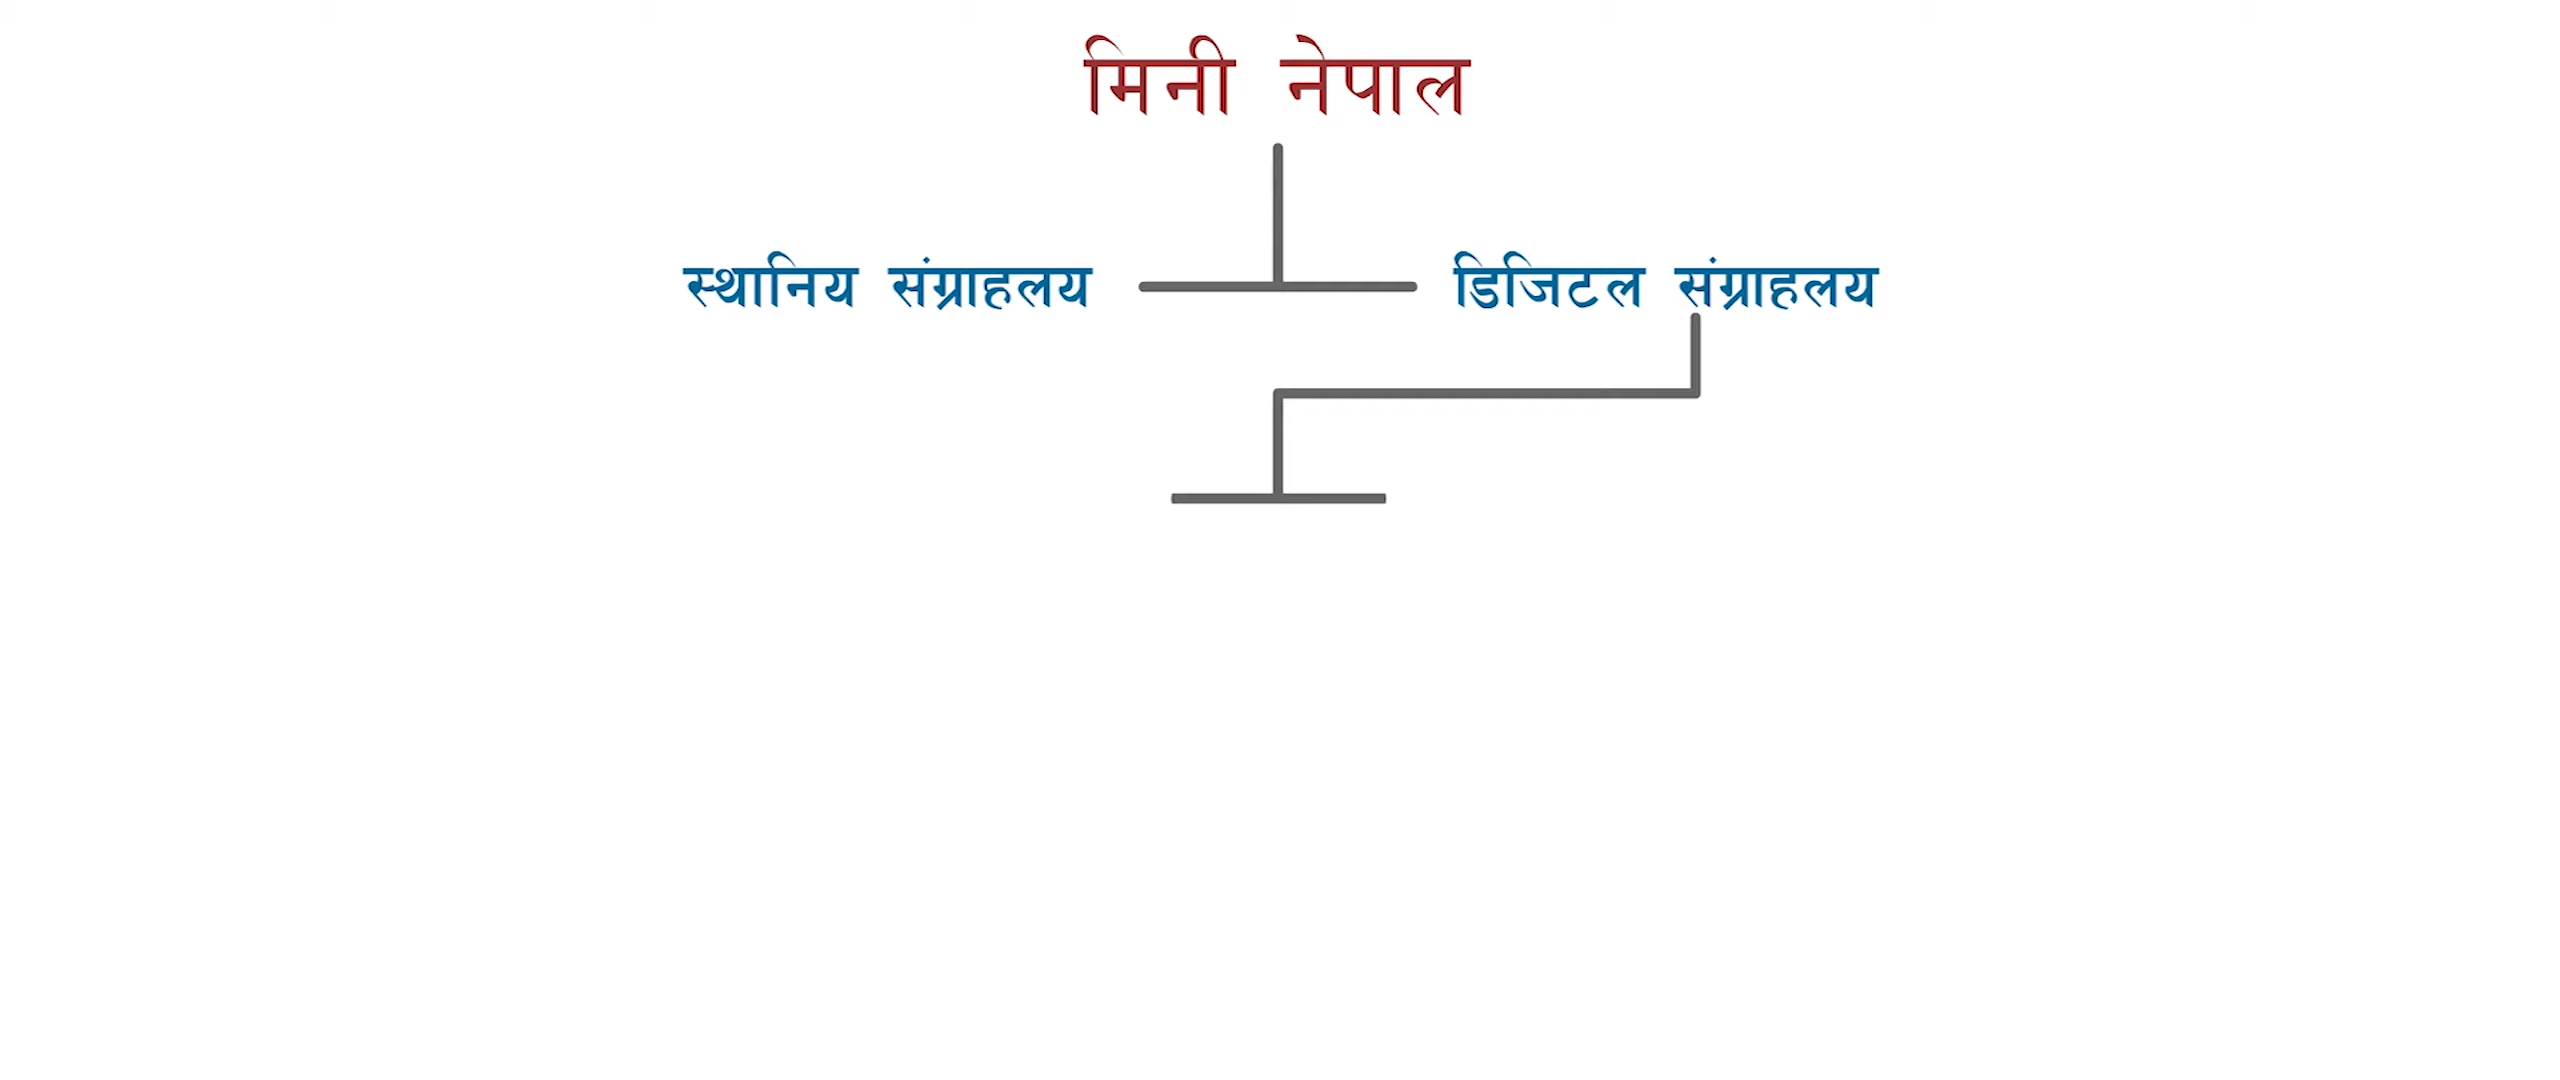 मिनी नेपाल
स्थानिय संग्राहलय
डिजिटल संग्राहलय